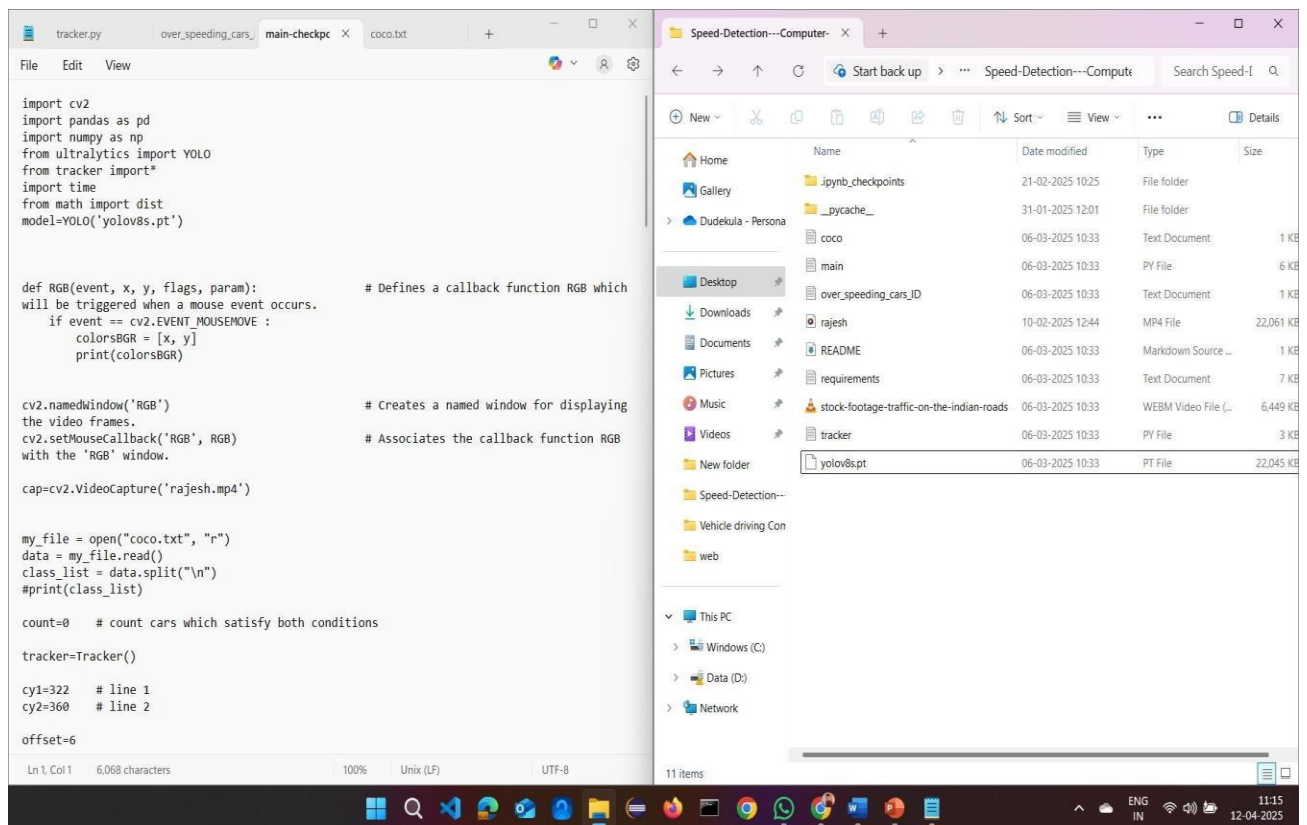 tracker.py over_speeding_cars_ main-checkpc coco.txt
File Edit View
import cv2
import pandas as pd
import numpy as np
from ultralytics import YOLO
from tracker import*
import time
from math import dist
model=YOLO('yolov8s.pt')
def RGB(event, x, y, flags, param): # Defines a callback function RGB which
will be triggered when a mouse event occurs.
if event == cv2.EVENT_MOUSEMOVE :
colorsBGR = [x, y]
print(colorsBGR)
cv2.namedWindow('RGB') # Creates a named window for displaying
the video frames.
cv2.setMouseCallback('RGB', RGB) # Associates the callback function RGB
with the 'RGB' window.
cap=cv2.VideoCapture('rajesh.mp4')
my_file = open("coco.txt", "r")
data = my_file.read()
class_list = data.split("\n")
#print(class_list)
count=0 # count cars which satisfy both conditions
tracker=Tracker()
cy1=322 # line 1
cy2=360 # line 2
offset=6
Ln 1, Col 1 6,068 characters 100% Unix (LF) UTF-8
Speed-Detection---Computer-
Start back up Speed-Detection---Compute Search Speed-I
New Sort View Details
Home
Gallery
Dudekula - Persona
Desktop
Downloads
Documents
Pictures
Music
Videos
New folder
Speed-Detection--
Vehicle driving Con
web
This PC
Windows (C:)
Data (D:)
Network
Name Date modified Type Size
.ipynb_checkpoints 21-02-2025 10:25 File folder
__pycache__ 31-01-2025 12:01 File folder
coco 06-03-2025 10:33 Text Document 1 KB
main 06-03-2025 10:33 PY File 6 KB
over_speeding_cars_ID 06-03-2025 10:33 Text Document 1 KB
rajesh 10-02-2025 12:44 MP4 File 22,061 KB
README 06-03-2025 10:33 Markdown Source ... 1 KB
requirements 06-03-2025 10:33 Text Document 7 KB
stock-footage-traffic-on-the-indian-roads 06-03-2025 10:33 WEBM Video File (... 6,449 KB
tracker 06-03-2025 10:33 PY File 3 KB
yolov8s.pt 06-03-2025 10:33 PT File 22,045 KB
11 items
ENG
IN
11:15
12-04-2025